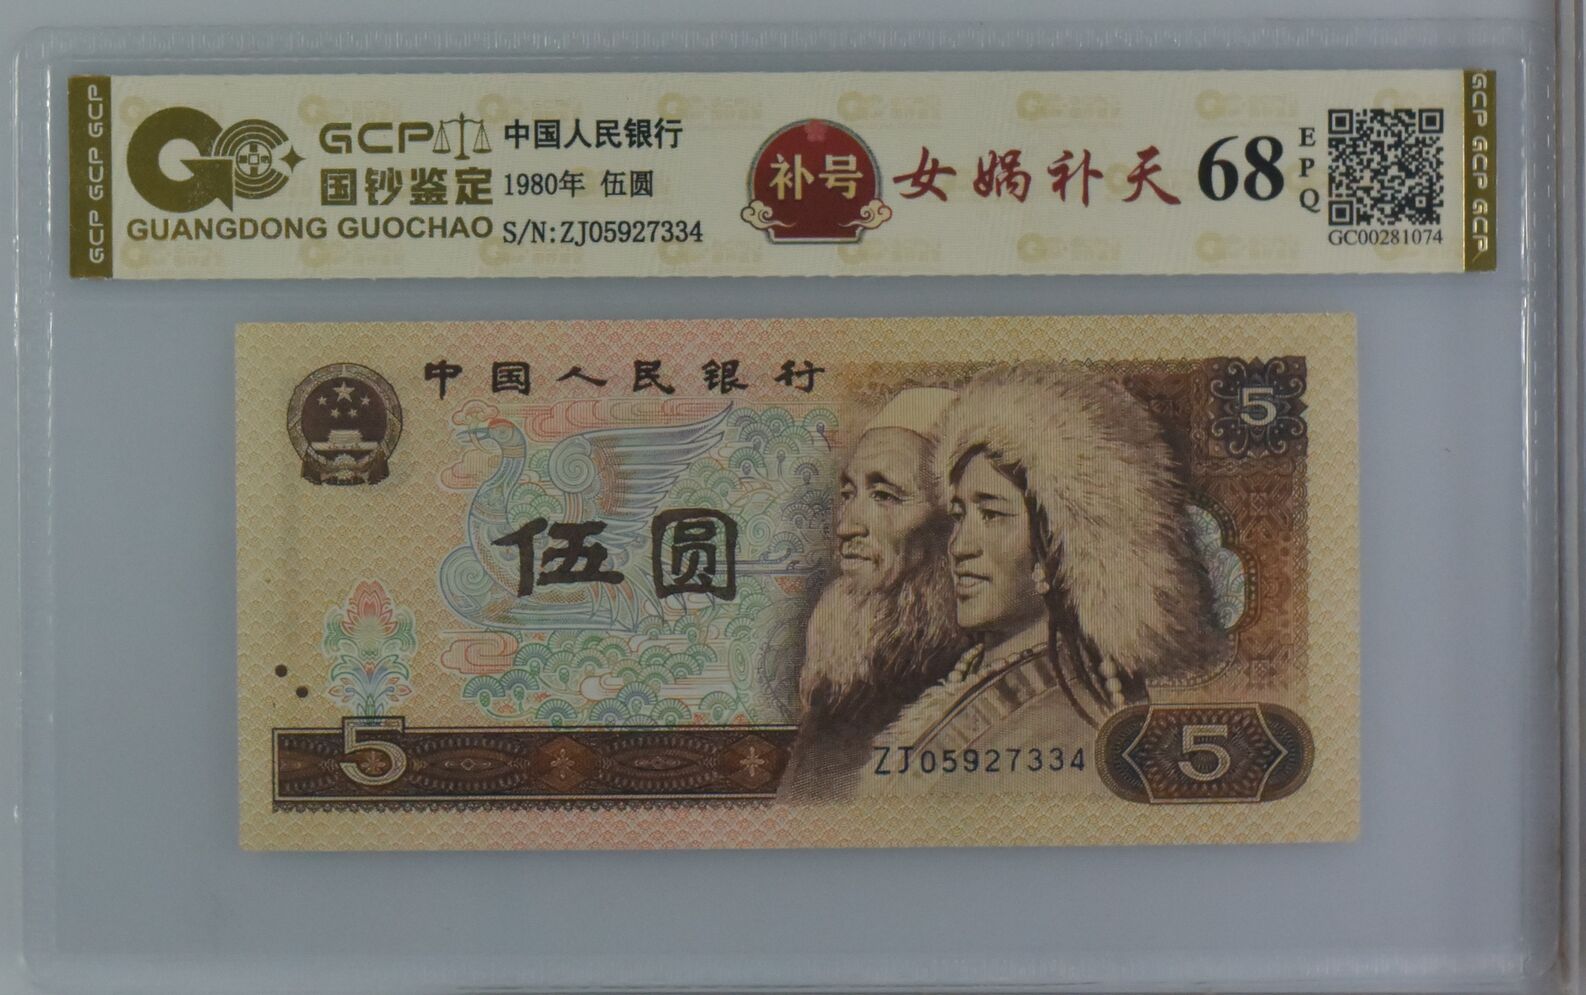 GCP GCP GCP
GCP
国钞鉴定
GUANGDONG GUOCHAO
中国人民银行
1980年 伍圆
S/N:ZJ05927334
补号
女娲补天
68
EPQ
GC00281074
GCP GCP GCP
中国人民银行
5
伍圆
5
ZJ05927334
5